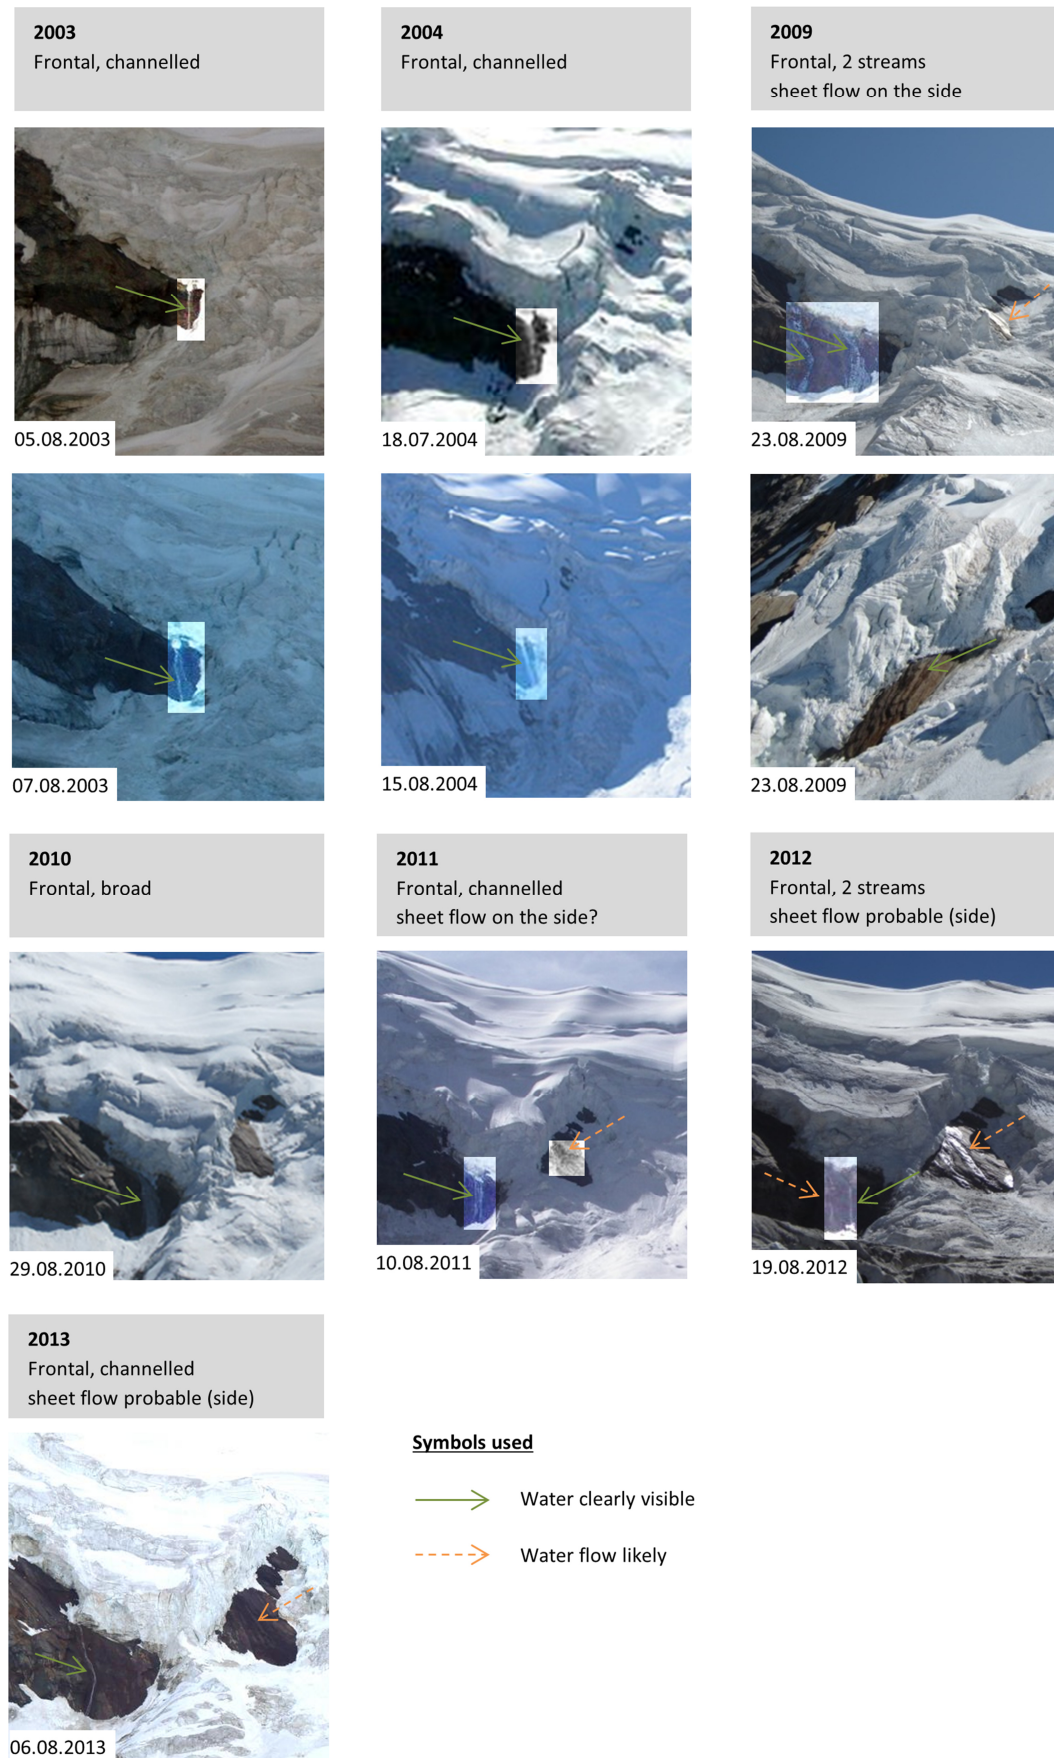 2003
Frontal, channelled
2004
Frontal, channelled
2009
Frontal, 2 streams
sheet flow on the side
05.08.2003
18.07.2004
23.08.2009
07.08.2003
15.08.2004
23.08.2009
2010
Frontal, broad
2011
Frontal, channelled
sheet flow on the side?
2012
Frontal, 2 streams
sheet flow probable (side)
29.08.2010
10.08.2011
19.08.2012
2013
Frontal, channelled
sheet flow probable (side)
06.08.2013
Symbols used
Water clearly visible
Water flow likely